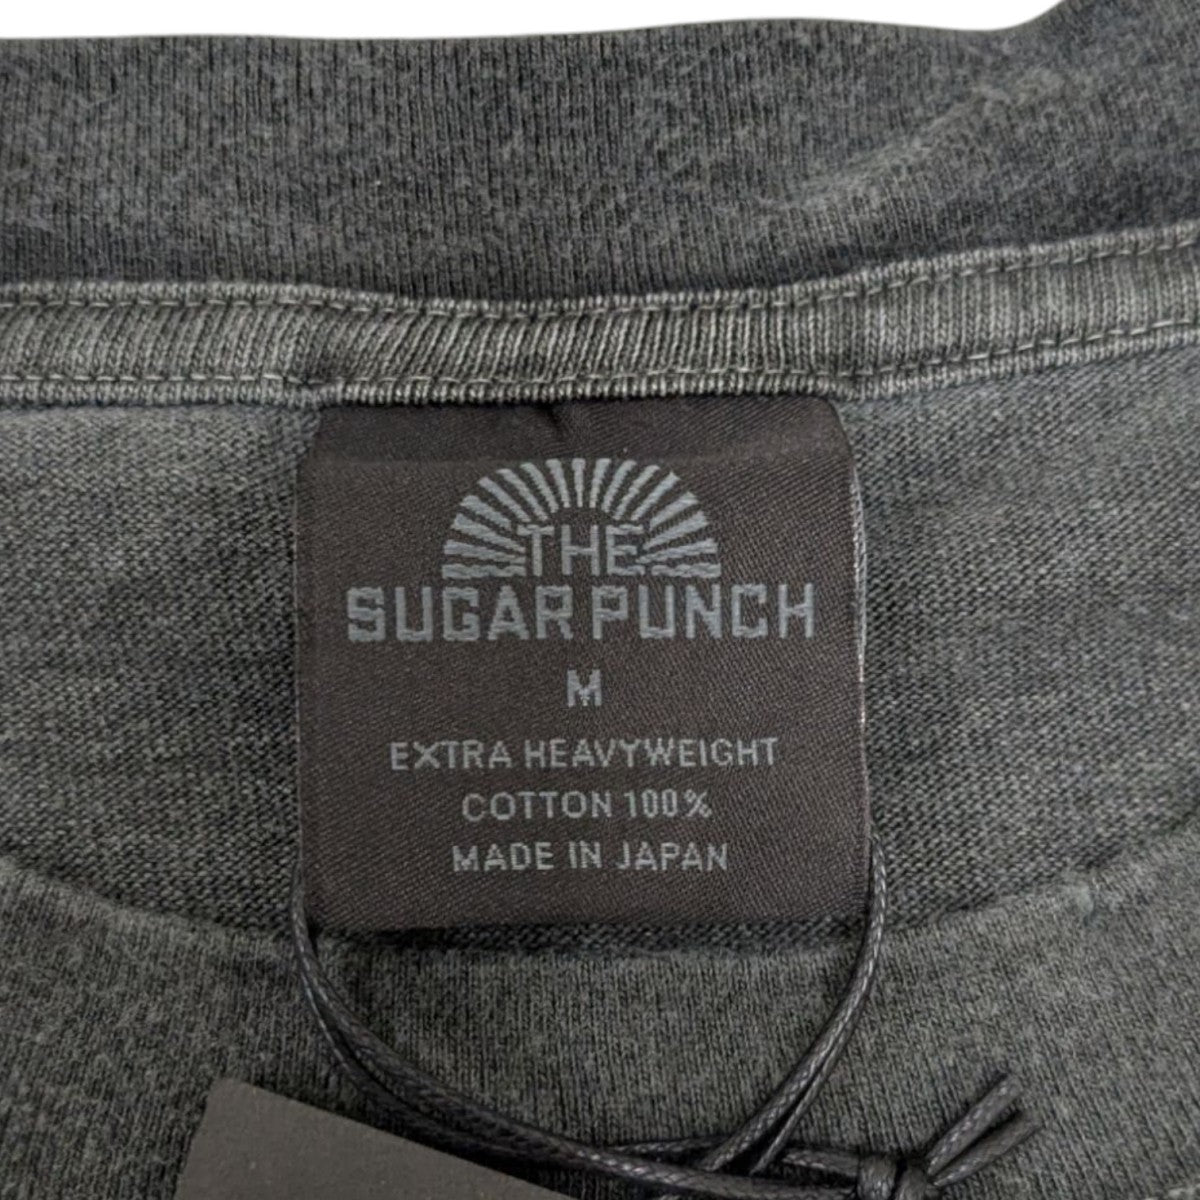 THE
SUGAR PUNCH
M
EXTRA HEAVYWEIGHT
COTTON 100%
MADE IN JAPAN